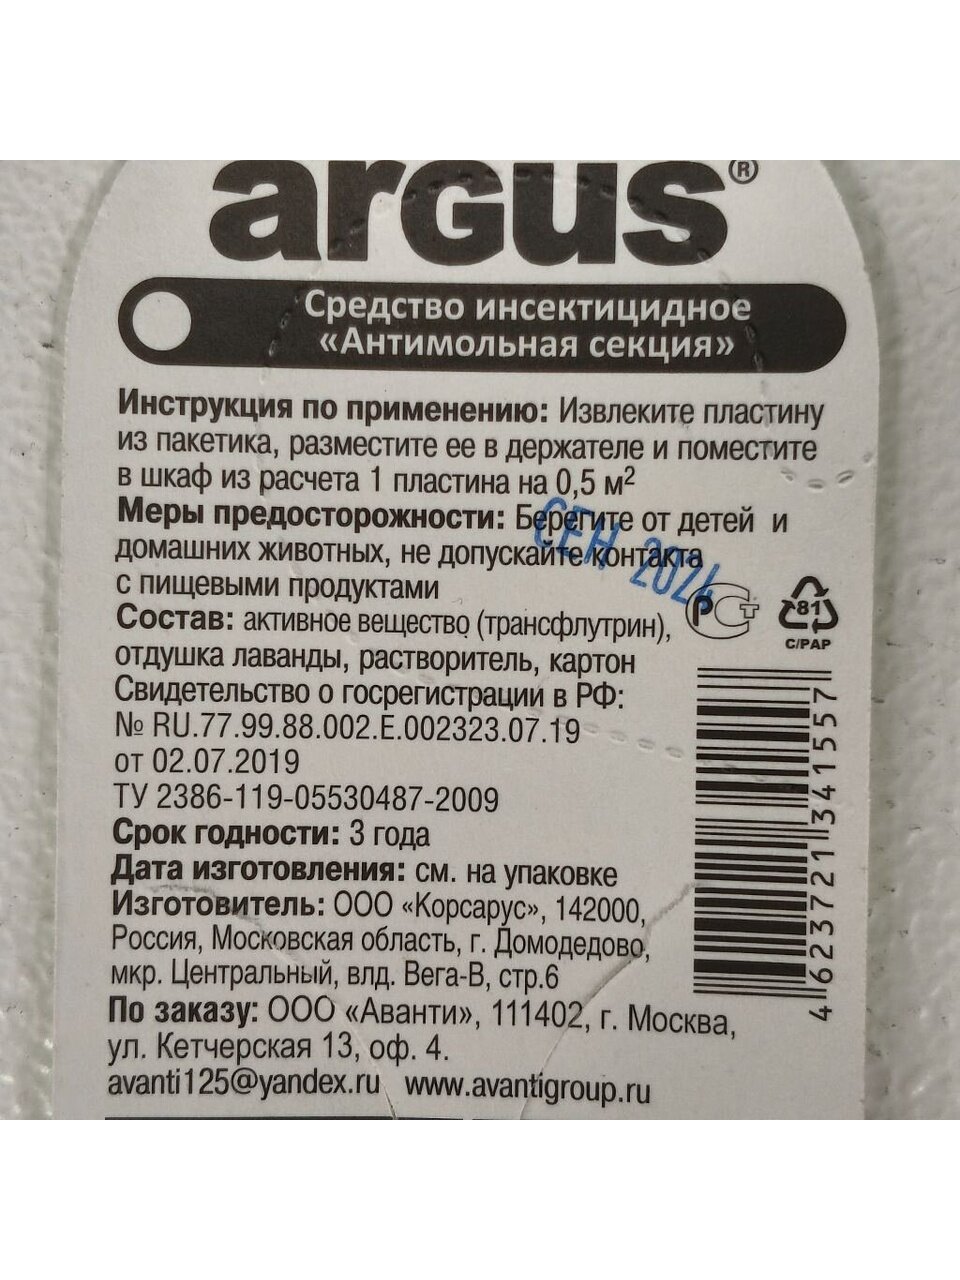 argus®
Средство инсектицидное
«Антимольная секция»
Инструкция по применению: Извлеките пластину
из пакетика, разместите ее в держателе и поместите
в шкаф из расчета 1 пластина на 0,5 м²
Меры предосторожности: Берегите от детей и
домашних животных, не допускайте контакта
с пищевыми продуктами
СЕН 2024
Состав: активное вещество (трансфлутрин),
отдушка лаванды, растворитель, картон
Свидетельство о госрегистрации в РФ:
№ RU.77.99.88.002.Е.002323.07.19
от 02.07.2019
ТУ 2386-119-05530487-2009
Срок годности: 3 года
Дата изготовления: см. на упаковке
Изготовитель: ООО «Корсарус», 142000,
Россия, Московская область, г. Домодедово,
мкр. Центральный, влд. Вега-В, стр.6
По заказу: ООО «Аванти», 111402, г. Москва,
ул. Кетчерская 13, оф. 4.
avanti125@yandex.ru www.avantigroup.ru
РСТ
81
C/PAP
4 623721 341557